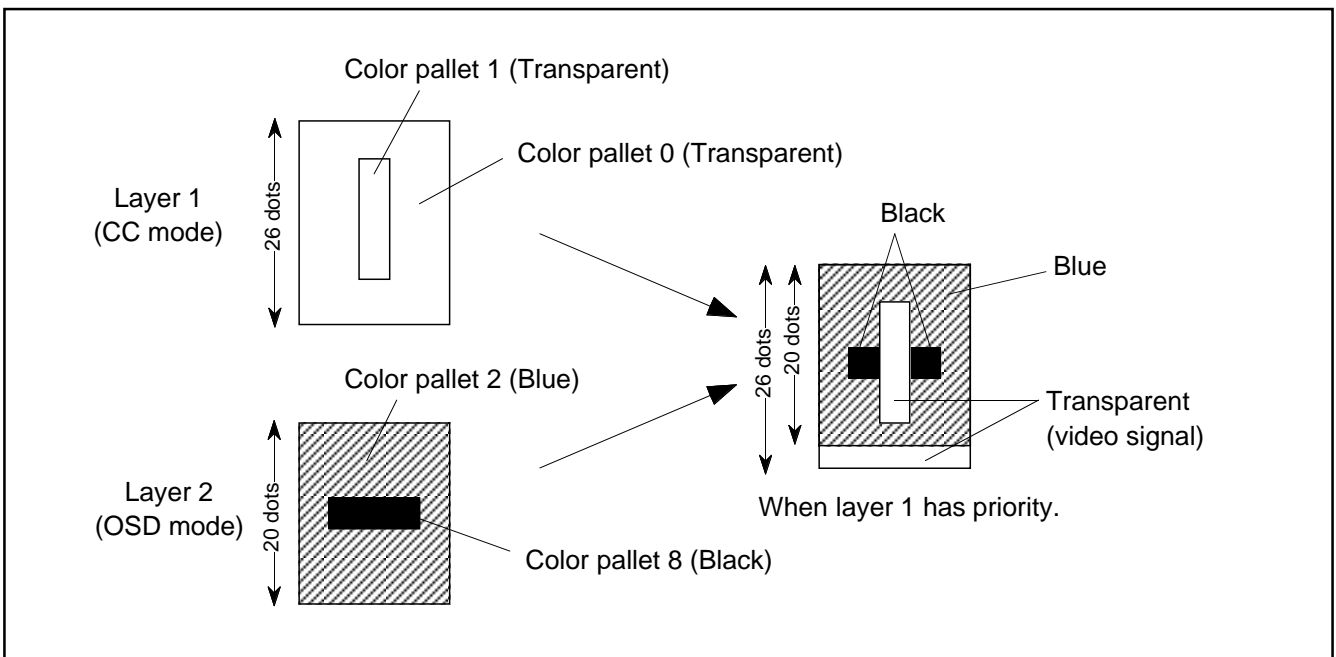 Color pallet 1 (Transparent)
Color pallet 0 (Transparent)
Layer 1
(CC mode)
26 dots
Color pallet 2 (Blue)
Layer 2
(OSD mode)
20 dots
Color pallet 8 (Black)
Black
Blue
26 dots
20 dots
Transparent
(video signal)
When layer 1 has priority.